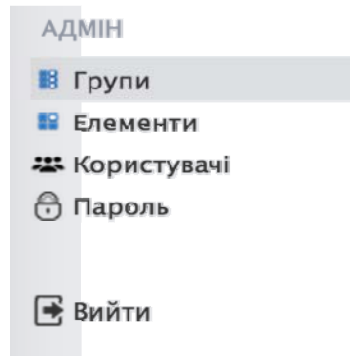 АДМІН
Групи
Елементи
Користувачі
Пароль
Вийти